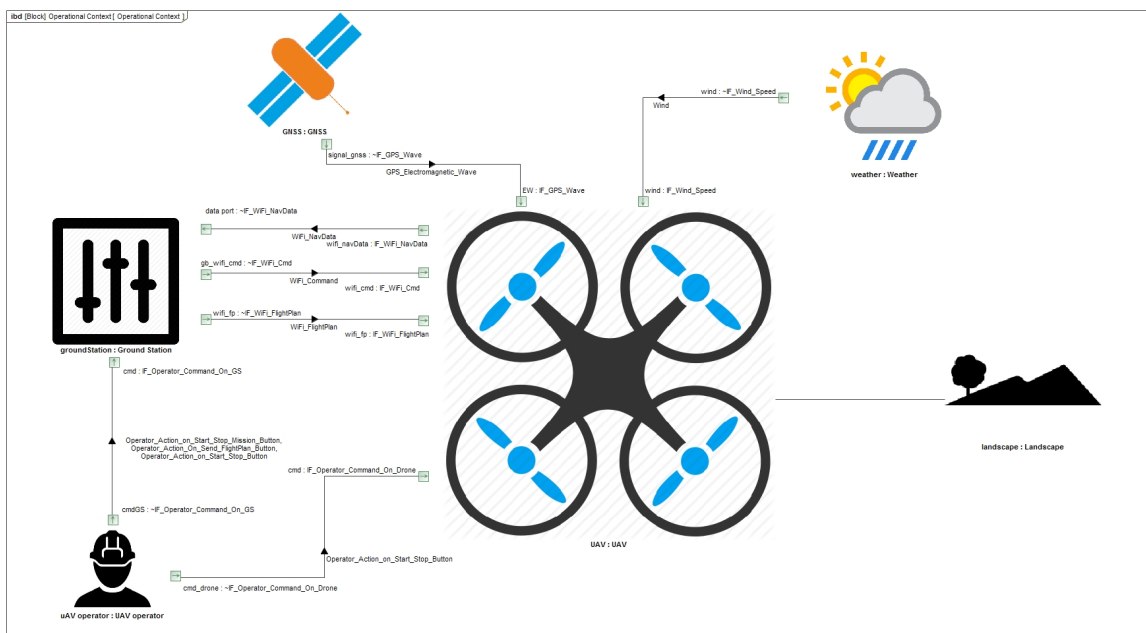 ibd [Block] Operational Context [ Operational Context ]
GNSS : GNSS
signal_gnss : ~IF_GPS_Wave
GPS_Electromagnetic_Wave
EW : IF_GPS_Wave
wind : ~IF_Wind_Speed
Wind
wind : IF_Wind_Speed
weather : Weather
data port : ~IF_WiFi_NavData
WiFi_NavData
wifi_navData : IF_WiFi_NavData
gb_wifi_cmd : ~IF_WiFi_Cmd
WiFi_Command
wifi_cmd : IF_WiFi_Cmd
wifi_fp : ~IF_WiFi_FlightPlan
WiFi_FlightPlan
wifi_fp : IF_WiFi_FlightPlan
groundStation : Ground Station
cmd : IF_Operator_Command_On_GS
Operator_Action_on_Start_Stop_Mission_Button,
Operator_Action_On_Send_FlightPlan_Button,
Operator_Action_on_Start_Stop_Button
cmd : IF_Operator_Command_On_Drone
landscape : Landscape
cmdGS : ~IF_Operator_Command_On_GS
UAV : UAV
Operator_Action_on_Start_Stop_Button
cmd_drone : ~IF_Operator_Command_On_Drone
uAV operator : UAV operator